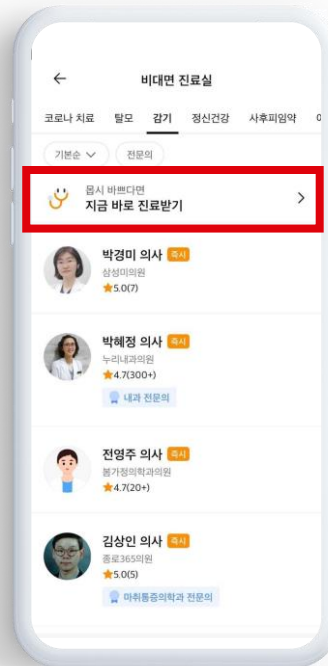 비대면 진료실
코로나 치료 탈모 감기 정신건강 사후피임약
기본순 전문의
몹시 바쁘다면
지금 바로 진료받기
박경미 의사 즉시
삼성미의원
5.0(7)
박혜정 의사 즉시
누리내과의원
4.7(300+)
내과 전문의
전영주 의사 즉시
봄가정의학과의원
4.7(20+)
김상인 의사 즉시
종로365의원
5.0(5)
마취통증의학과 전문의